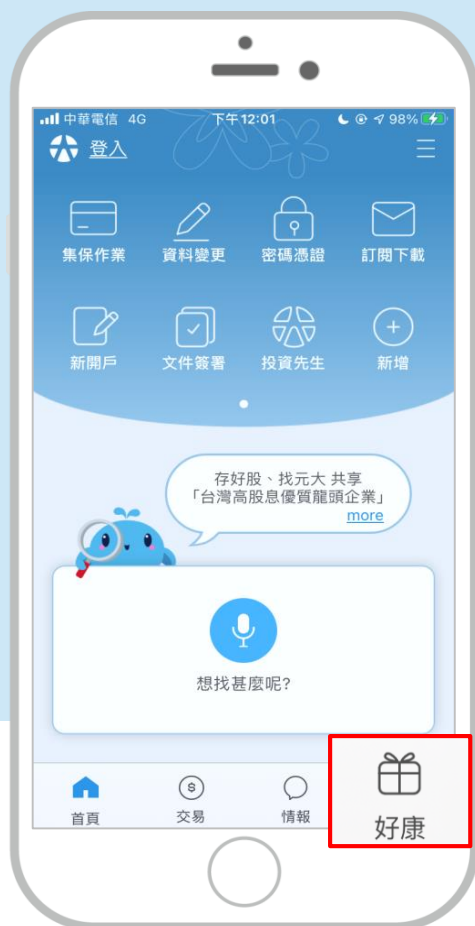 中華電信 4G 下午12:01 98%
登入
集保作業 資料變更 密碼憑證 訂閱下載
新開戶 文件簽署 投資先生 新增
存好股、找元大 共享
「台灣高股息優質龍頭企業」
more
想找甚麼呢?
首頁 交易 情報 好康